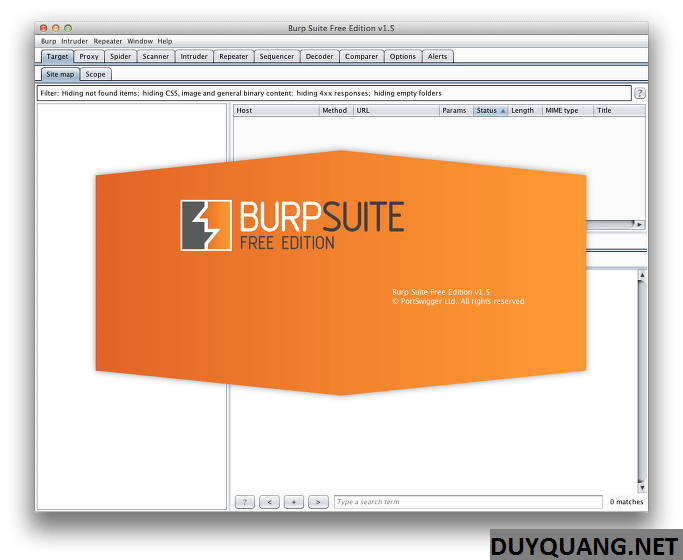 Burp Suite Free Edition v1.5
Burp Intruder Repeater Window Help
Target Proxy Spider Scanner Intruder Repeater Sequencer Decoder Comparer Options Alerts
Site map Scope
Filter: Hiding not found items; hiding CSS, image and general binary content; hiding 4xx responses; hiding empty folders ?
Host Method URL Params Status Length MIME type Title
BURPSUITE
FREE EDITION
Burp Suite Free Edition v1.5
© PortSwigger Ltd. All rights reserved
? < + > Type a search term 0 matches
DUYQUANG.NET